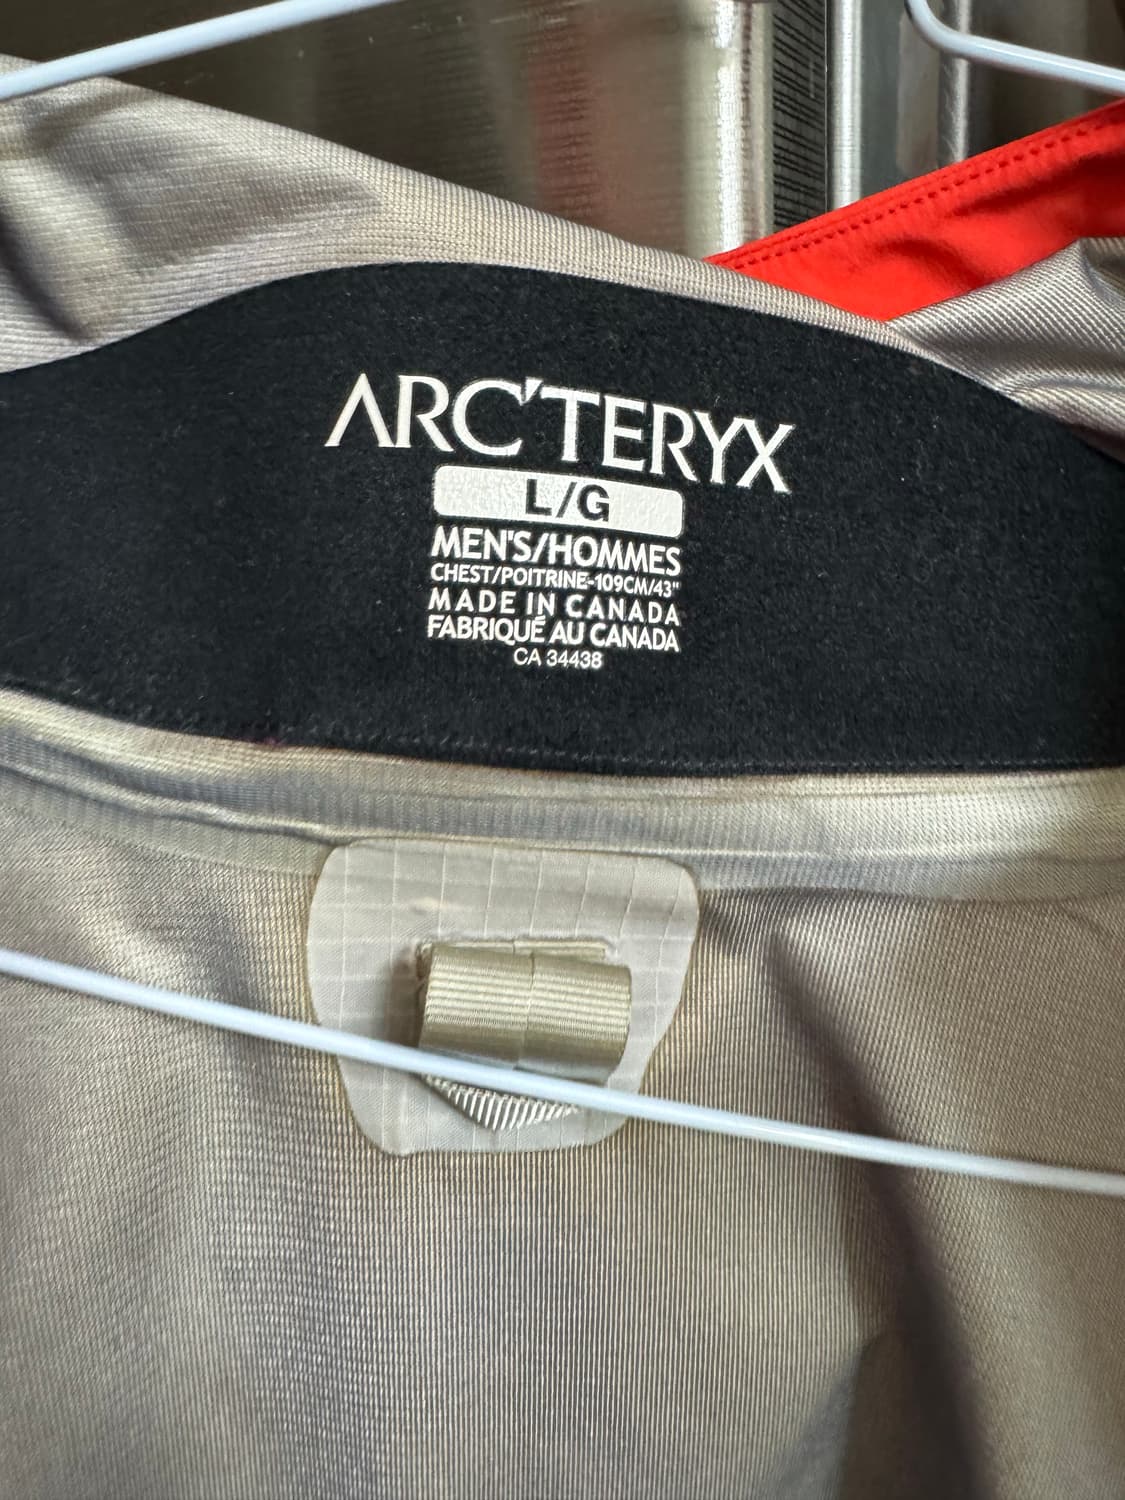 ARC'TERYX
L/G
MEN'S/HOMMES
CHEST/POITRINE-109CM/43"
MADE IN CANADA
FABRIQUÉ AU CANADA
CA 34438